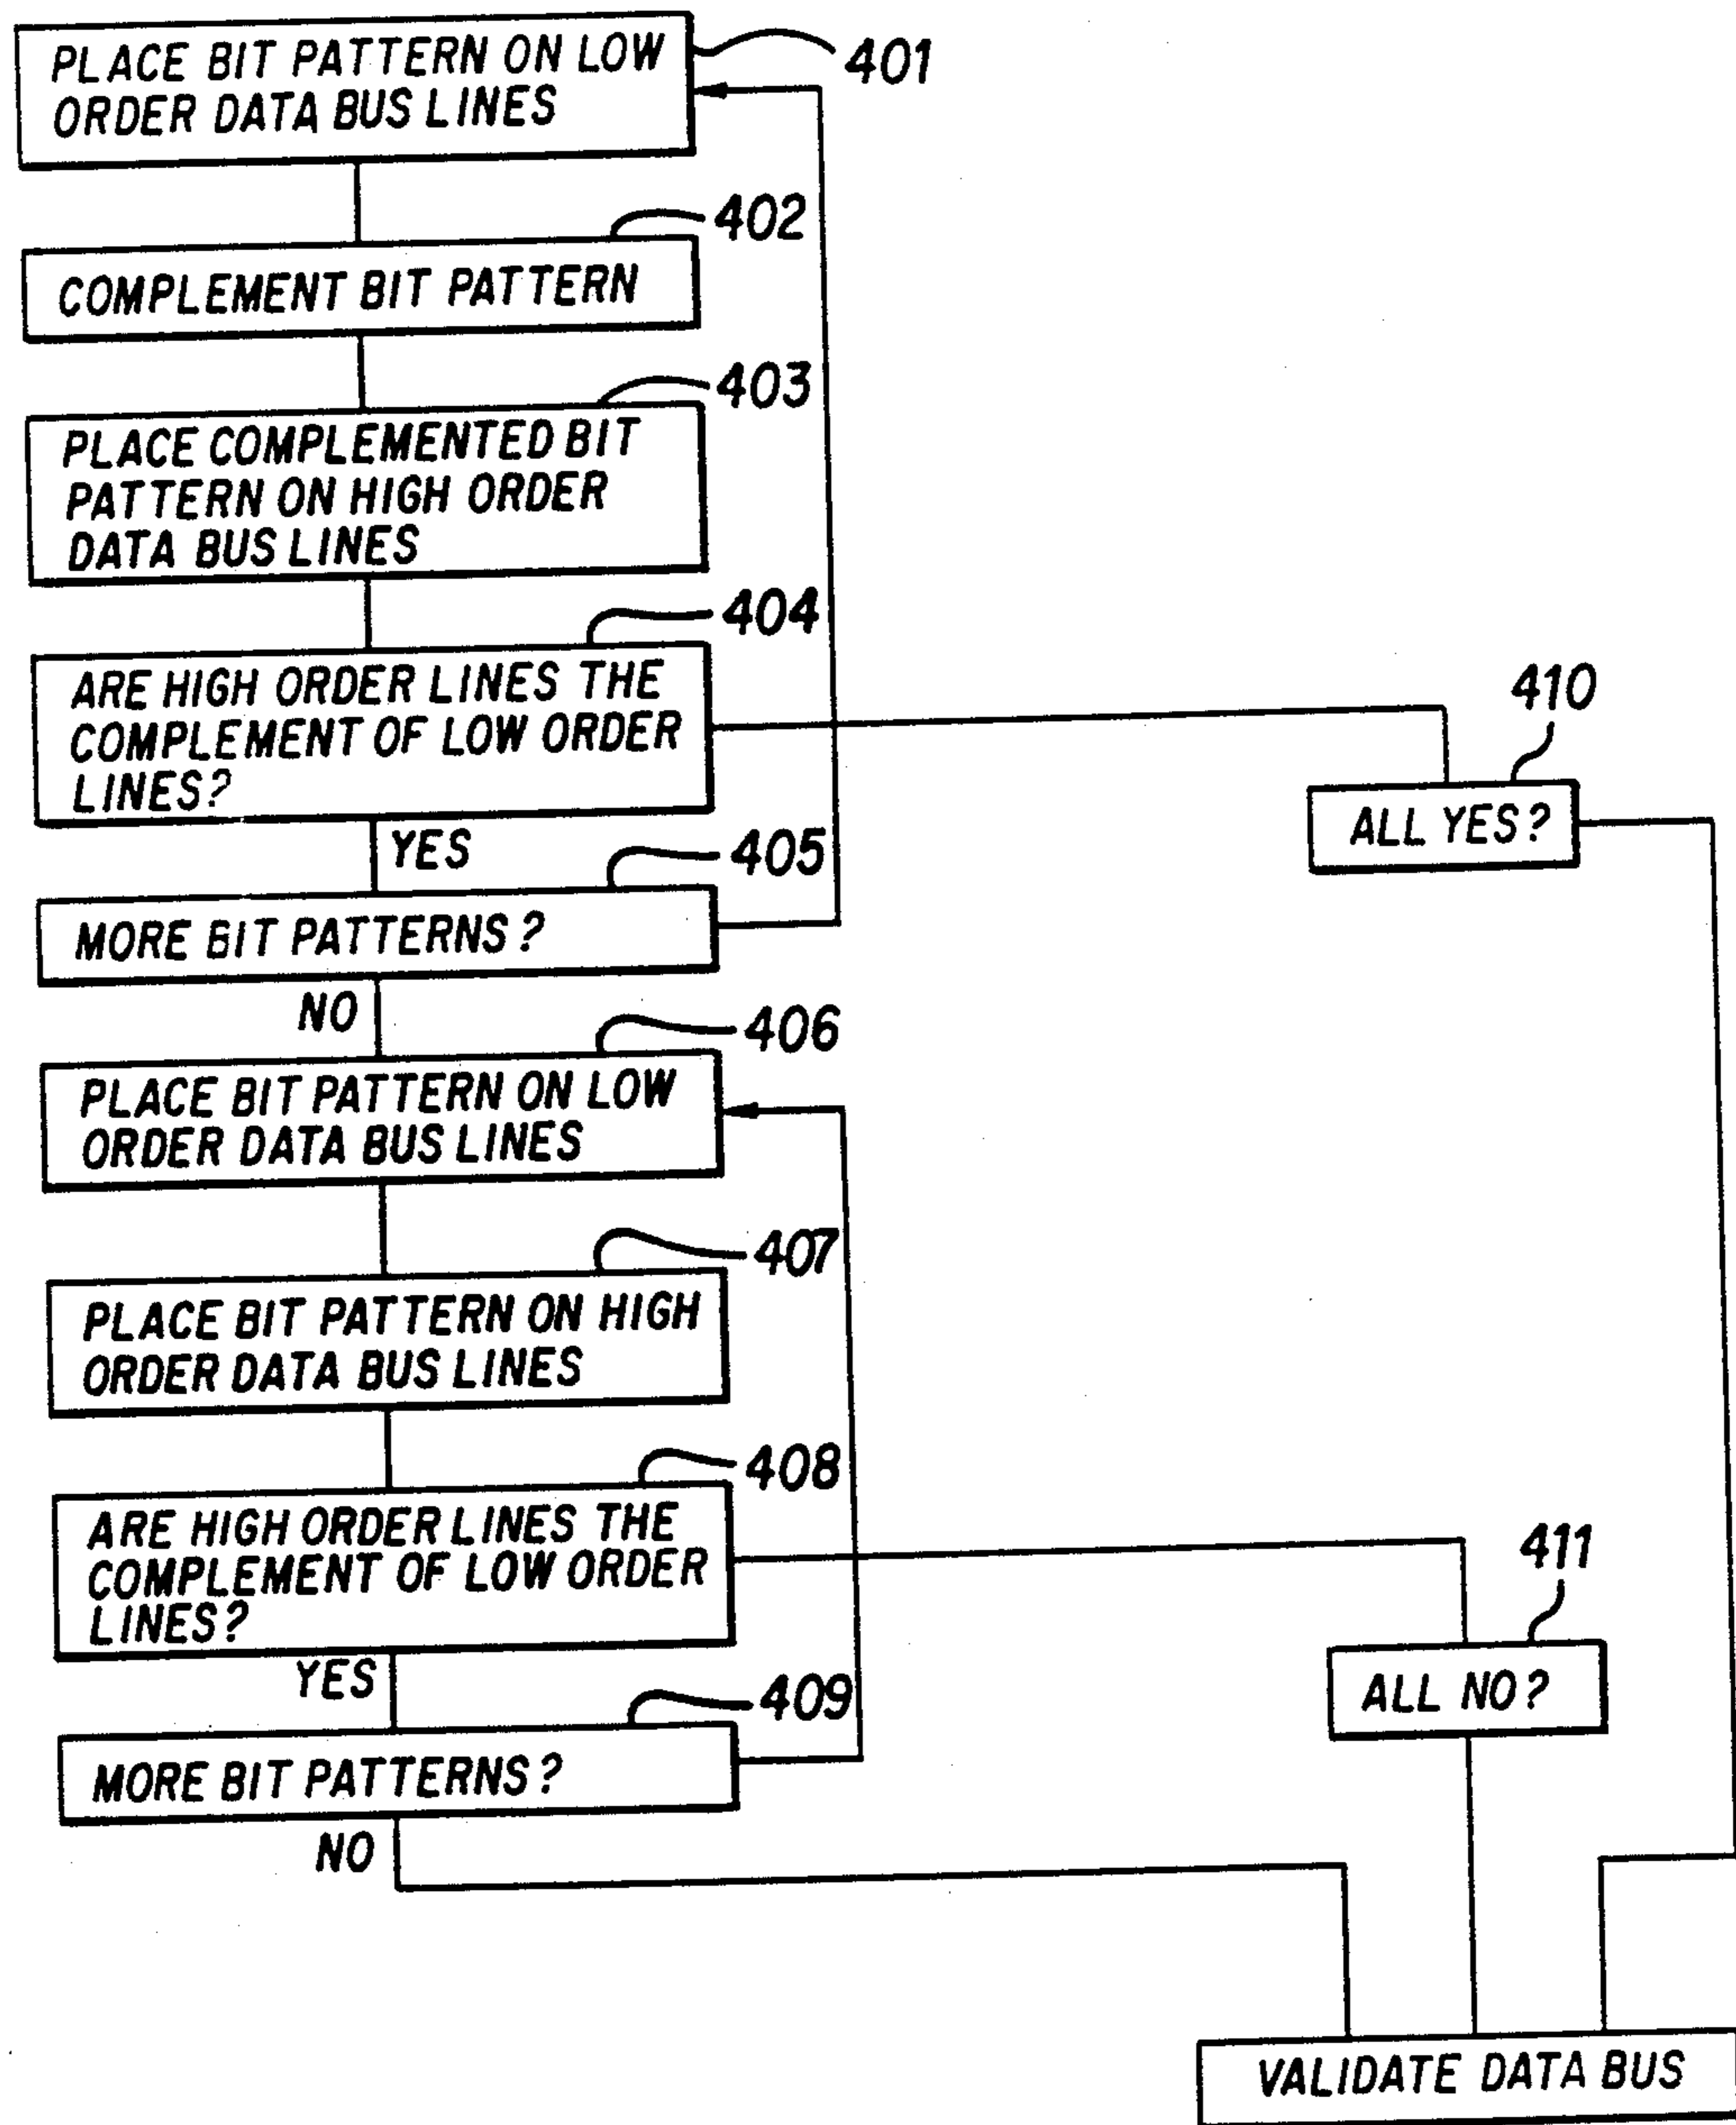 PLACE BIT PATTERN ON LOW
ORDER DATA BUS LINES
401
402
COMPLEMENT BIT PATTERN
403
PLACE COMPLEMENTED BIT
PATTERN ON HIGH ORDER
DATA BUS LINES
404
ARE HIGH ORDER LINES THE
COMPLEMENT OF LOW ORDER
LINES?
410
ALL YES?
YES
405
MORE BIT PATTERNS?
NO
406
PLACE BIT PATTERN ON LOW
ORDER DATA BUS LINES
407
PLACE BIT PATTERN ON HIGH
ORDER DATA BUS LINES
408
ARE HIGH ORDER LINES THE
COMPLEMENT OF LOW ORDER
LINES?
411
ALL NO?
YES
409
MORE BIT PATTERNS?
NO
VALIDATE DATA BUS